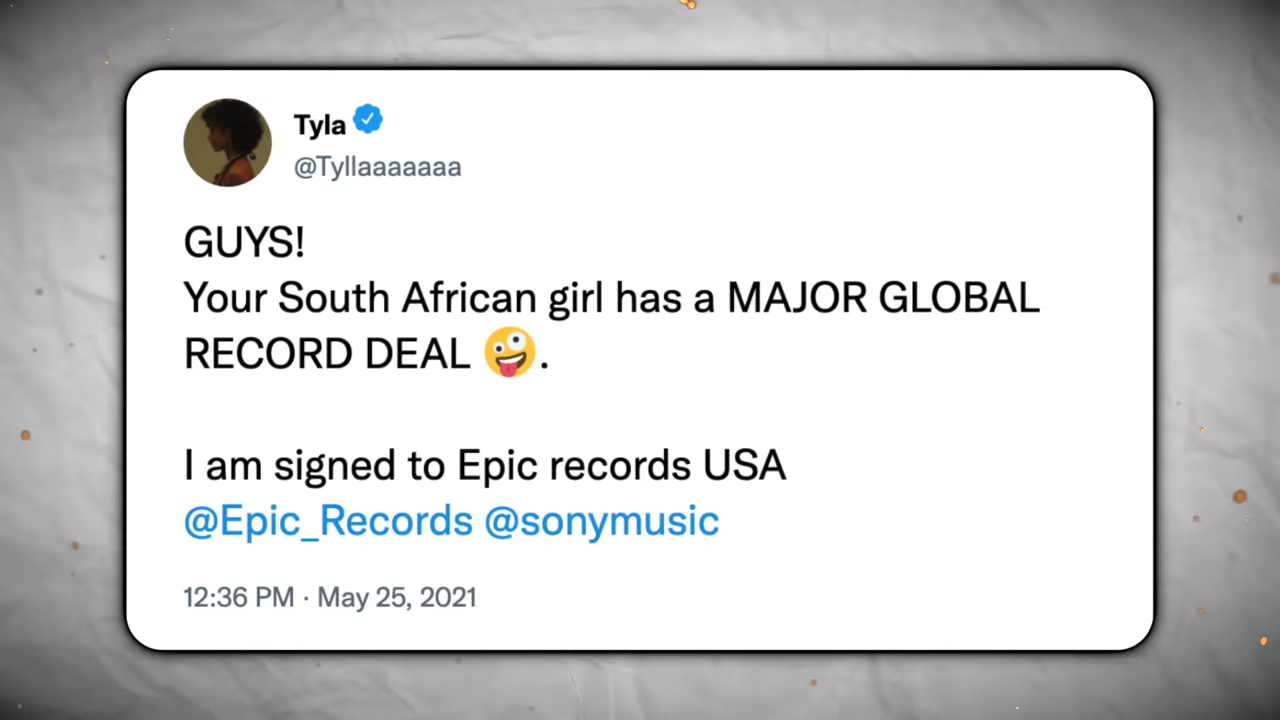 Tyla
@Tyllaaaaaaa
GUYS!
Your South African girl has a MAJOR GLOBAL
RECORD DEAL 🤪.
I am signed to Epic records USA
@Epic_Records @sonymusic
12:36 PM · May 25, 2021